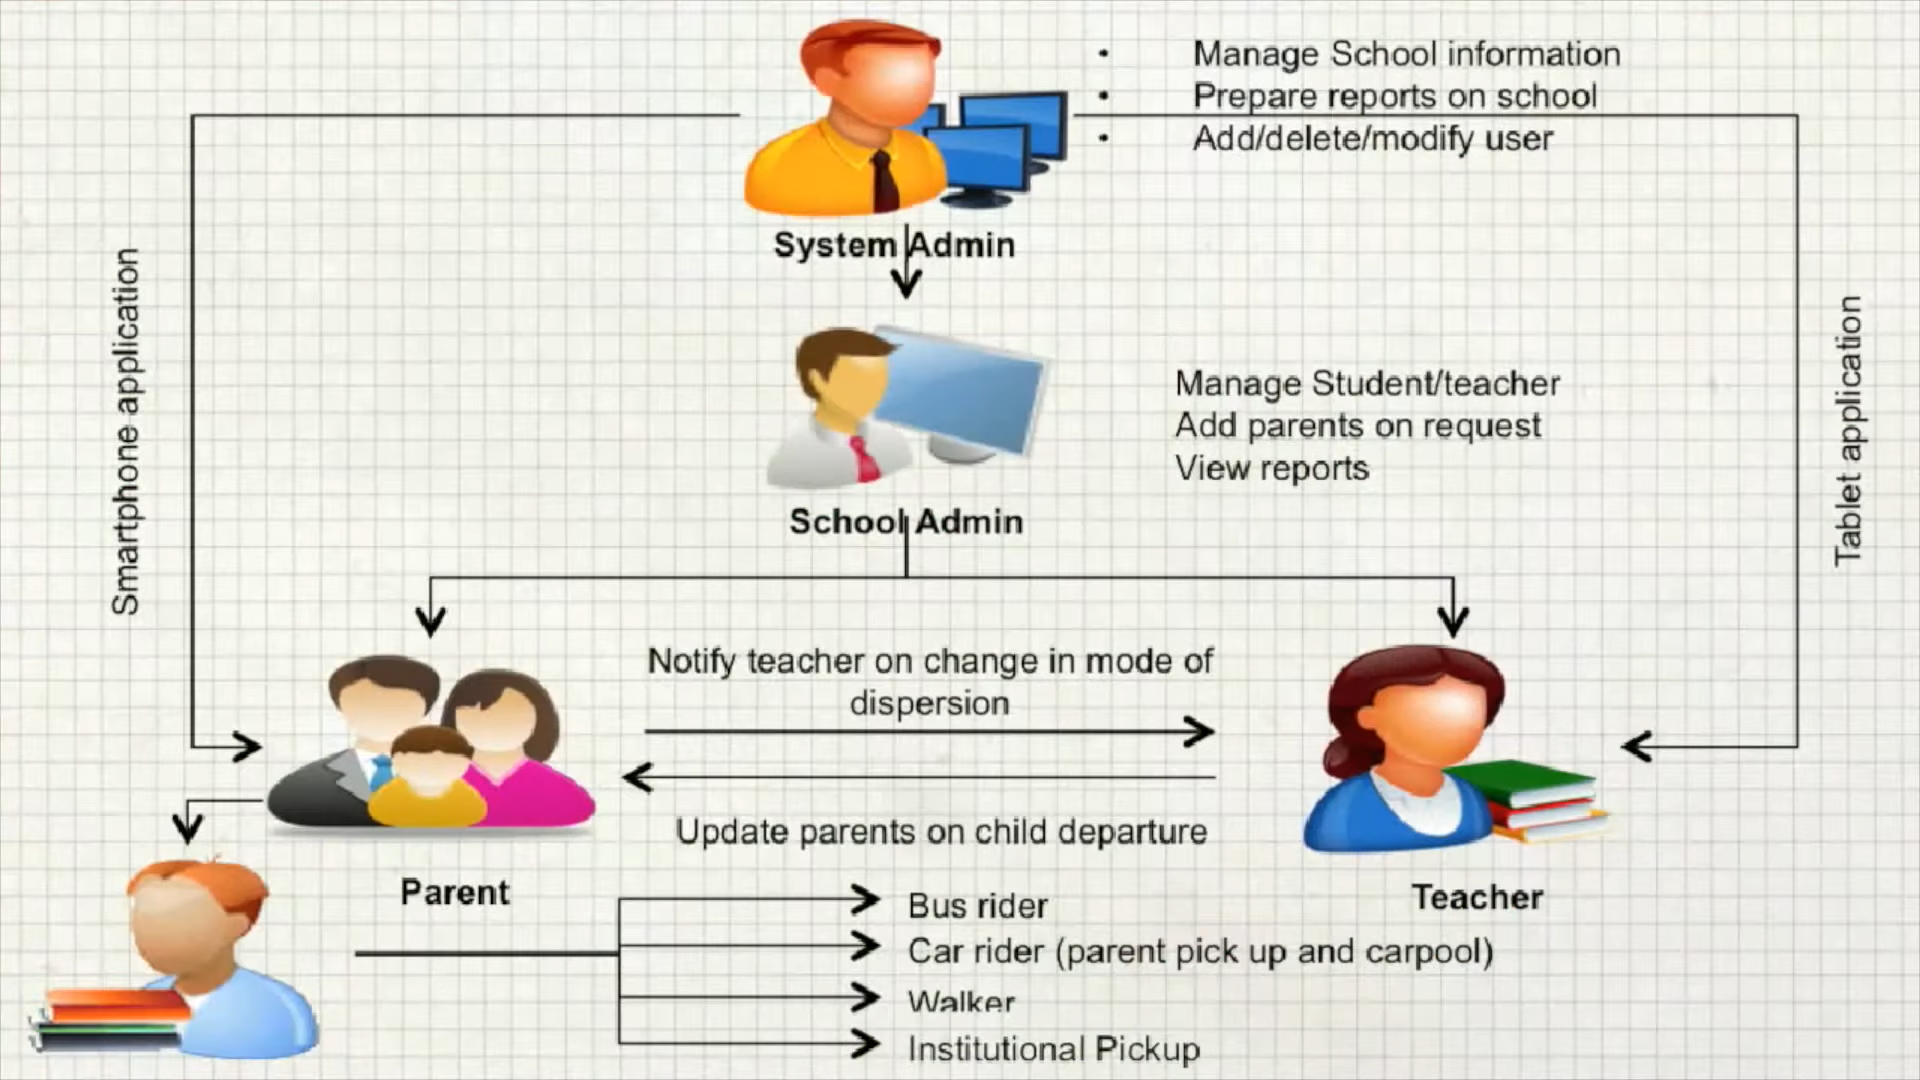 • Manage School information
• Prepare reports on school
• Add/delete/modify user
System Admin
Smartphone application
Tablet application
Manage Student/teacher
Add parents on request
View reports
School Admin
Notify teacher on change in mode of
dispersion
Update parents on child departure
Parent
Teacher
Bus rider
Car rider (parent pick up and carpool)
Walker
Institutional Pickup